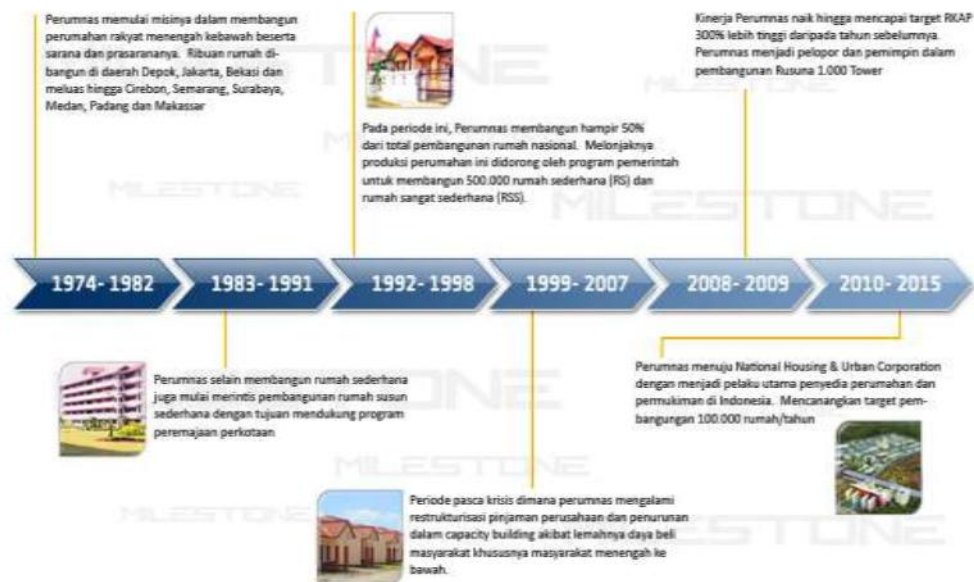 Perumnas memulai misinya dalam membangun
perumahan rakyat menengah kebawah beserta
sarana dan prasarananya. Ribuan rumah di-
bangun di daerah Depok, Jakarta, Bekasi dan
meluas hingga Cirebon, Semarang, Surabaya,
Medan, Padang dan Makassar
Pada periode ini, Perumnas membangun hampir 50%
dari total pembangunan rumah nasional. Melonjaknya
produksi perumahan ini didorong oleh program pemerintah
untuk membangun 500.000 rumah sederhana (RS) dan
rumah sangat sederhana (RSS).
Kinerja Perumnas naik hingga mencapai target RKAP
300% lebih tinggi daripada tahun sebelumnya.
Perumnas menjadi pelopor dan pemimpin dalam
pembangunan Rusuna 1.000 Tower
MILESTONE
MILESTONE
1974- 1982
1983- 1991
1992- 1998
1999- 2007
2008- 2009
2010- 2015
Perumnas selain membangun rumah sederhana
juga mulai merintis pembangunan rumah susun
sederhana dengan tujuan mendukung program
peremajaan perkotaan
Perumnas menuju National Housing & Urban Corporation
dengan menjadi pelaku utama penyedia perumahan dan
permukiman di Indonesia. Mencanangkan target pem-
bangungan 100.000 rumah/tahun
MILESTONE
Periode pasca krisis dimana perumnas mengalami
restrukturisasi pinjaman perusahaan dan penurunan
dalam capacity building akibat lemahnya daya beli
masyarakat khususnya masyarakat menengah ke
bawah.